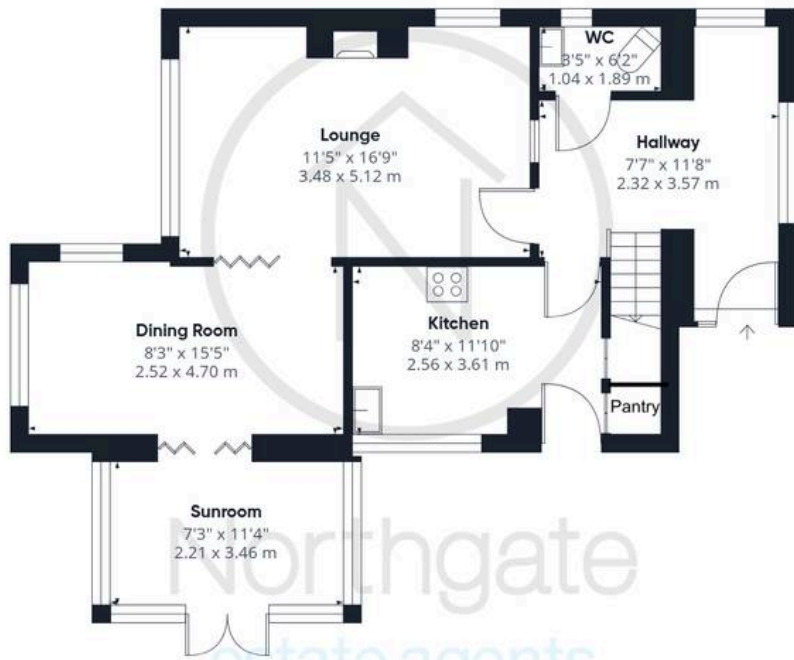 WC
3'5" x 6'2"
1.04 x 1.89 m
Lounge
11'5" x 16'9"
3.48 x 5.12 m
Hallway
7'7" x 11'8"
2.32 x 3.57 m
Dining Room
8'3" x 15'5"
2.52 x 4.70 m
Kitchen
8'4" x 11'10"
2.56 x 3.61 m
Pantry
Sunroom
7'3" x 11'4"
2.21 x 3.46 m
Northgate
estate agents